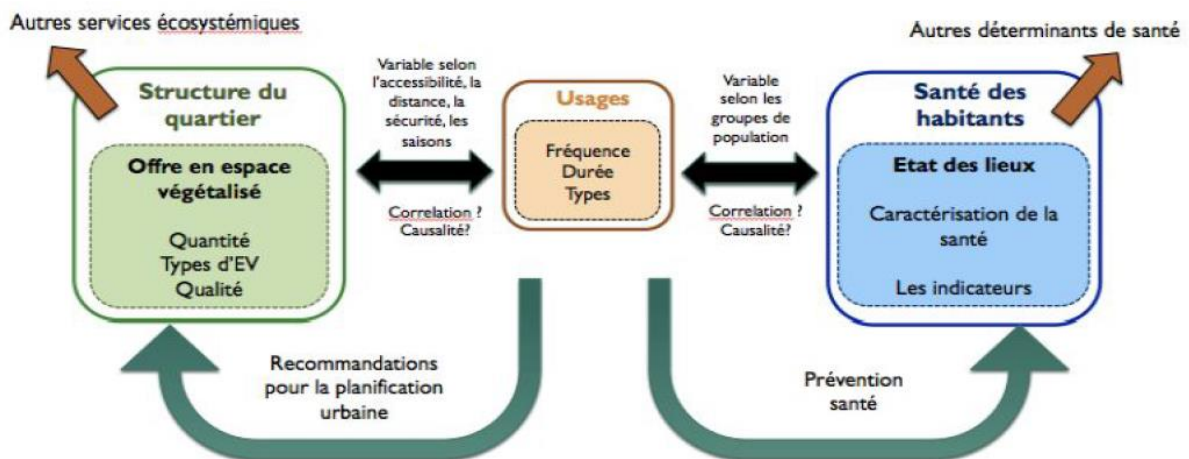 Autres services écosystémiques
Autres déterminants de santé
Structure du
quartier
Offre en espace
végétalisé
Quantité
Types d'EV
Qualité
Variable selon
l'accessibilité, la
distance, la
sécurité, les
saisons
Correlation ?
Causalité?
Usages
Fréquence
Durée
Types
Variable
selon les
groupes de
population
Correlation ?
Causalité?
Santé des
habitants
Etat des lieux
Caractérisation de la
santé
Les indicateurs
Recommandations
pour la planification
urbaine
Prévention
santé